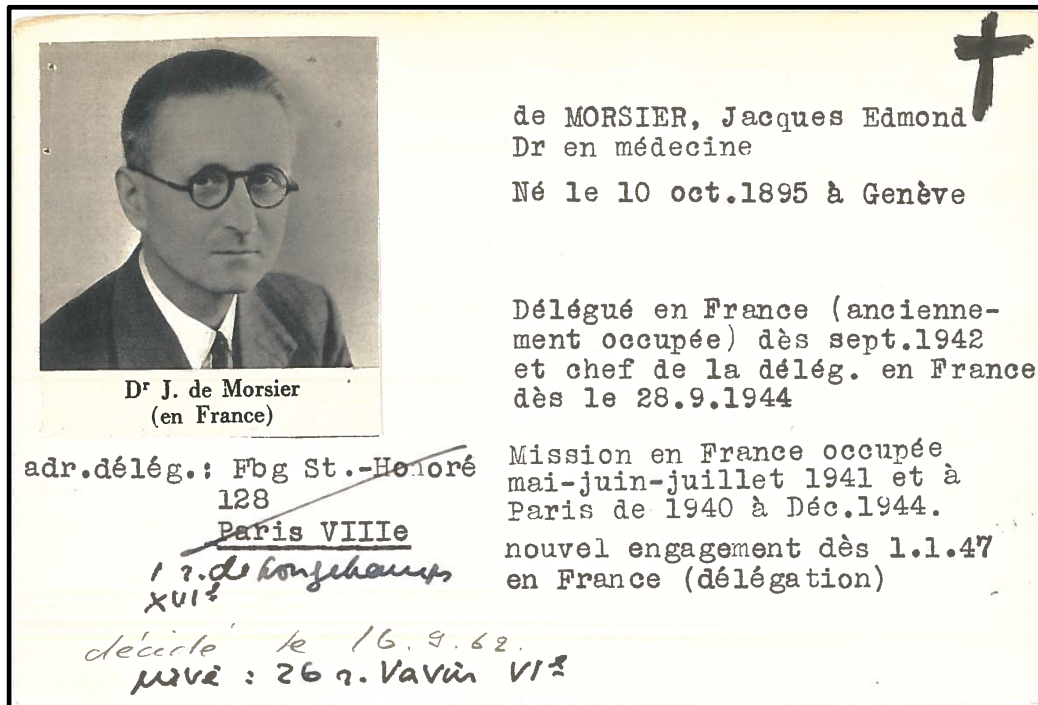 de MORSIER, Jacques Edmond
Dr en médecine
Né le 10 oct.1895 à Genève
Délégué en France (ancienne-
ment occupée) dès sept.1942
et chef de la délég. en France
dès le 28.9.1944
Dr J. de Morsier
(en France)
Mission en France occupée
mai-juin-juillet 1941 et à
Paris de 1940 à Déc.1944.
nouvel engagement dès 1.1.47
en France (délégation)
adr.délég.: Fbg St.-Honoré
128
Paris VIIIe
1 r. de Longchamps
XVIe
décédé le 16.9.62.
privé : 26 r. Vavin VIe